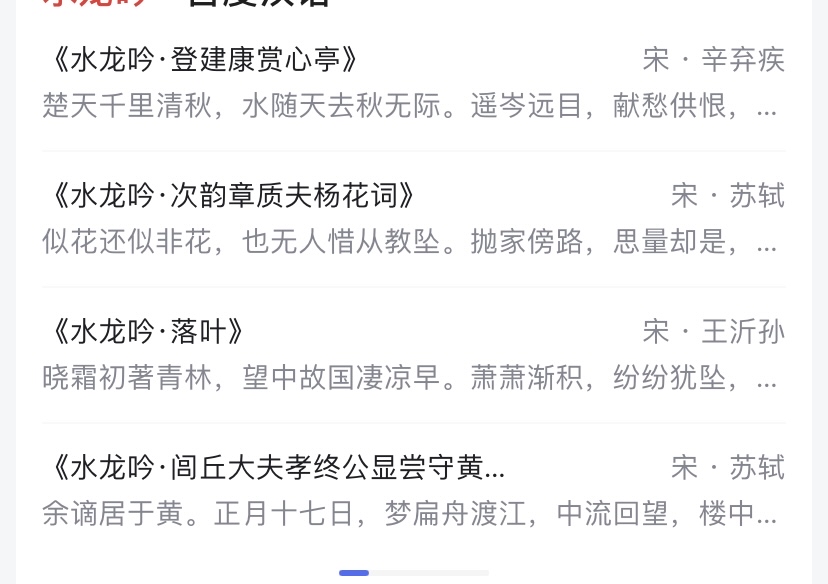 《水龙吟·登建康赏心亭》 宋 · 辛弃疾
楚天千里清秋，水随天去秋无际。遥岑远目，献愁供恨，...
《水龙吟·次韵章质夫杨花词》 宋 · 苏轼
似花还似非花，也无人惜从教坠。抛家傍路，思量却是，...
《水龙吟·落叶》 宋 · 王沂孙
晓霜初著青林，望中故国凄凉早。萧萧渐积，纷纷犹坠，...
《水龙吟·闾丘大夫孝终公显尝守黄... 宋 · 苏轼
余谪居于黄。正月十七日，梦扁舟渡江，中流回望，楼中...